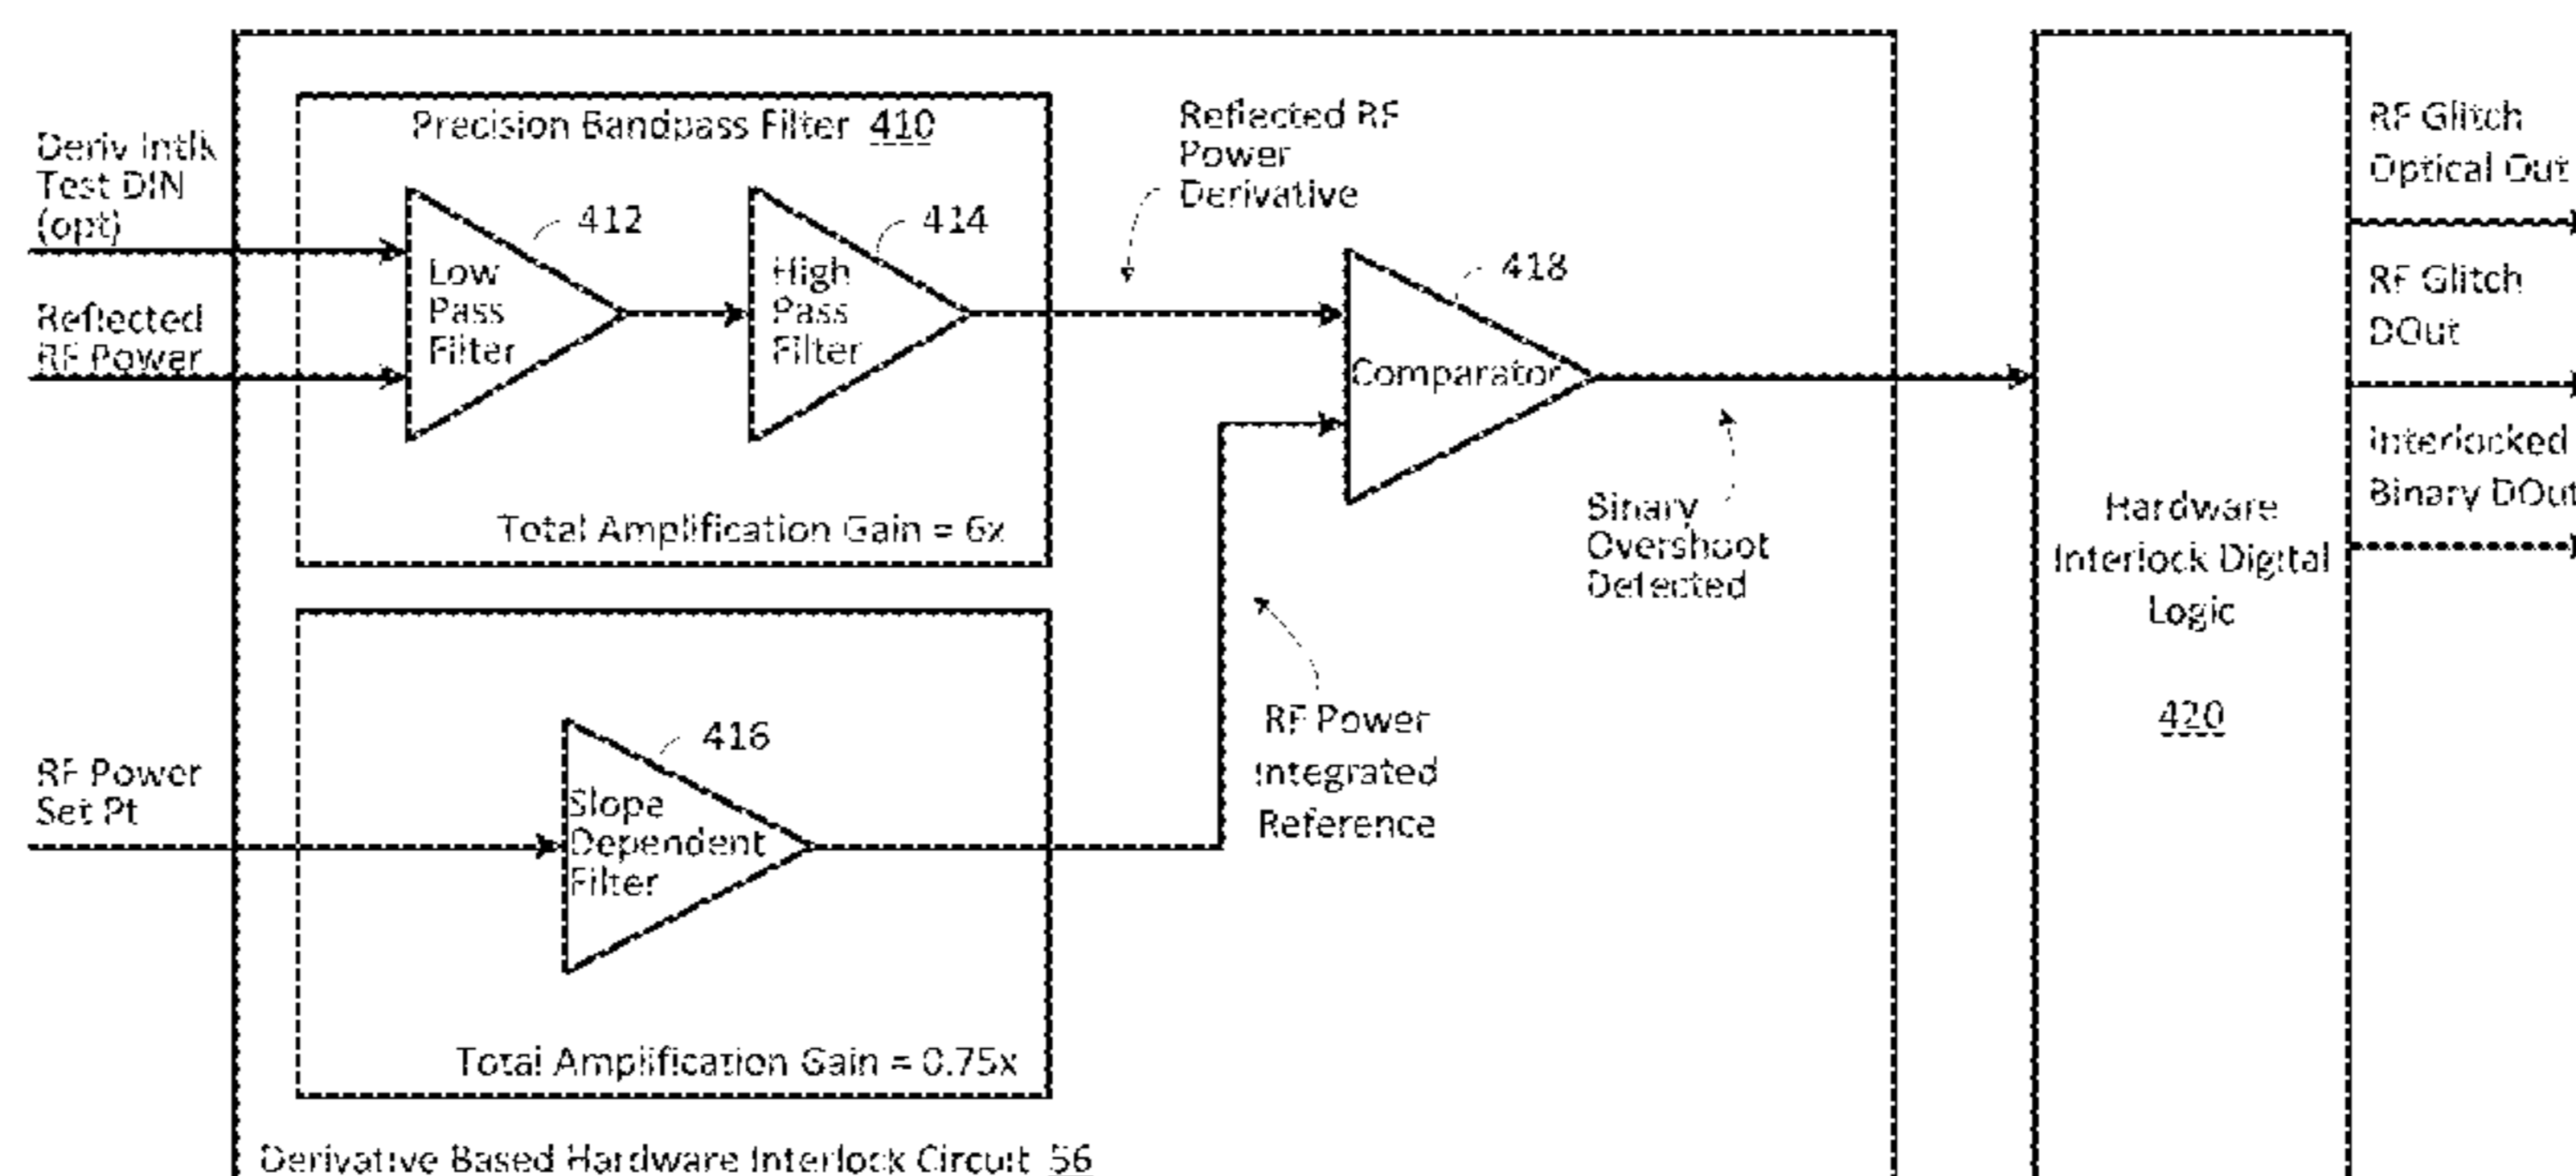 Precision Bandpass Filter 410
Deriv Intlk
Test DIN
(opt)
Reflected
RF Power
412
Low
Pass
Filter
414
High
Pass
Filter
Total Amplification Gain = 6x
Reflected RF
Power
Derivative
418
Comparator
Binary
Overshoot
Detected
RF Power
Set Pt
416
Slope
Dependent
Filter
Total Amplification Gain = 0.75x
RF Power
Integrated
Reference
Derivative Based Hardware Interlock Circuit 56
Hardware
Interlock Digital
Logic
420
RF Glitch
Optical Out
RF Glitch
DOut
Interlocked
Binary DOut